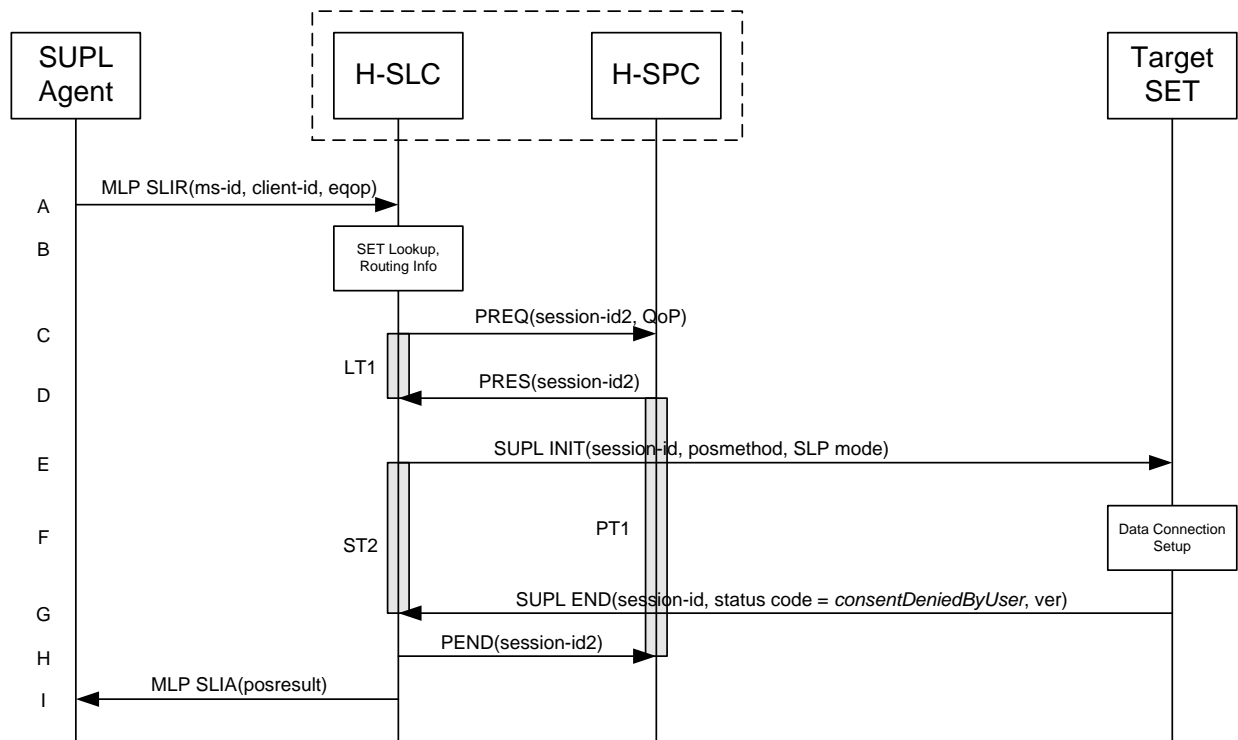 SUPL
Agent
H-SLC
H-SPC
Target
SET
A
MLP SLIR(ms-id, client-id, eqop)
B
SET Lookup,
Routing Info
C
PREQ(session-id2, QoP)
LT1
D
PRES(session-id2)
E
SUPL INIT(session-id, posmethod, SLP mode)
F
ST2
PT1
Data Connection
Setup
G
SUPL END(session-id, status code = consentDeniedByUser, ver)
H
PEND(session-id2)
I
MLP SLIA(posresult)